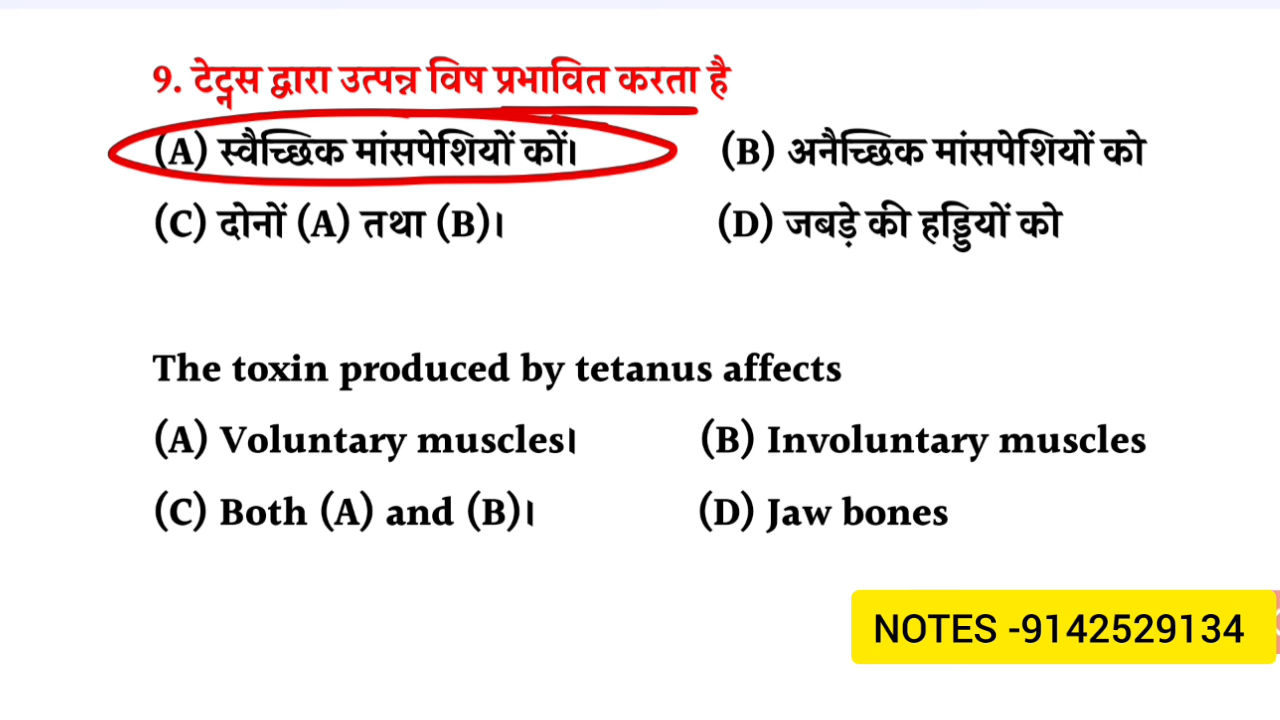 9. टेट्नस द्वारा उत्पन्न विष प्रभावित करता है
(A) स्वैच्छिक मांसपेशियों कों। (B) अनैच्छिक मांसपेशियों को
(C) दोनों (A) तथा (B)। (D) जबड़े की हड्डियों को
The toxin produced by tetanus affects
(A) Voluntary muscles। (B) Involuntary muscles
(C) Both (A) and (B)। (D) Jaw bones
NOTES -9142529134